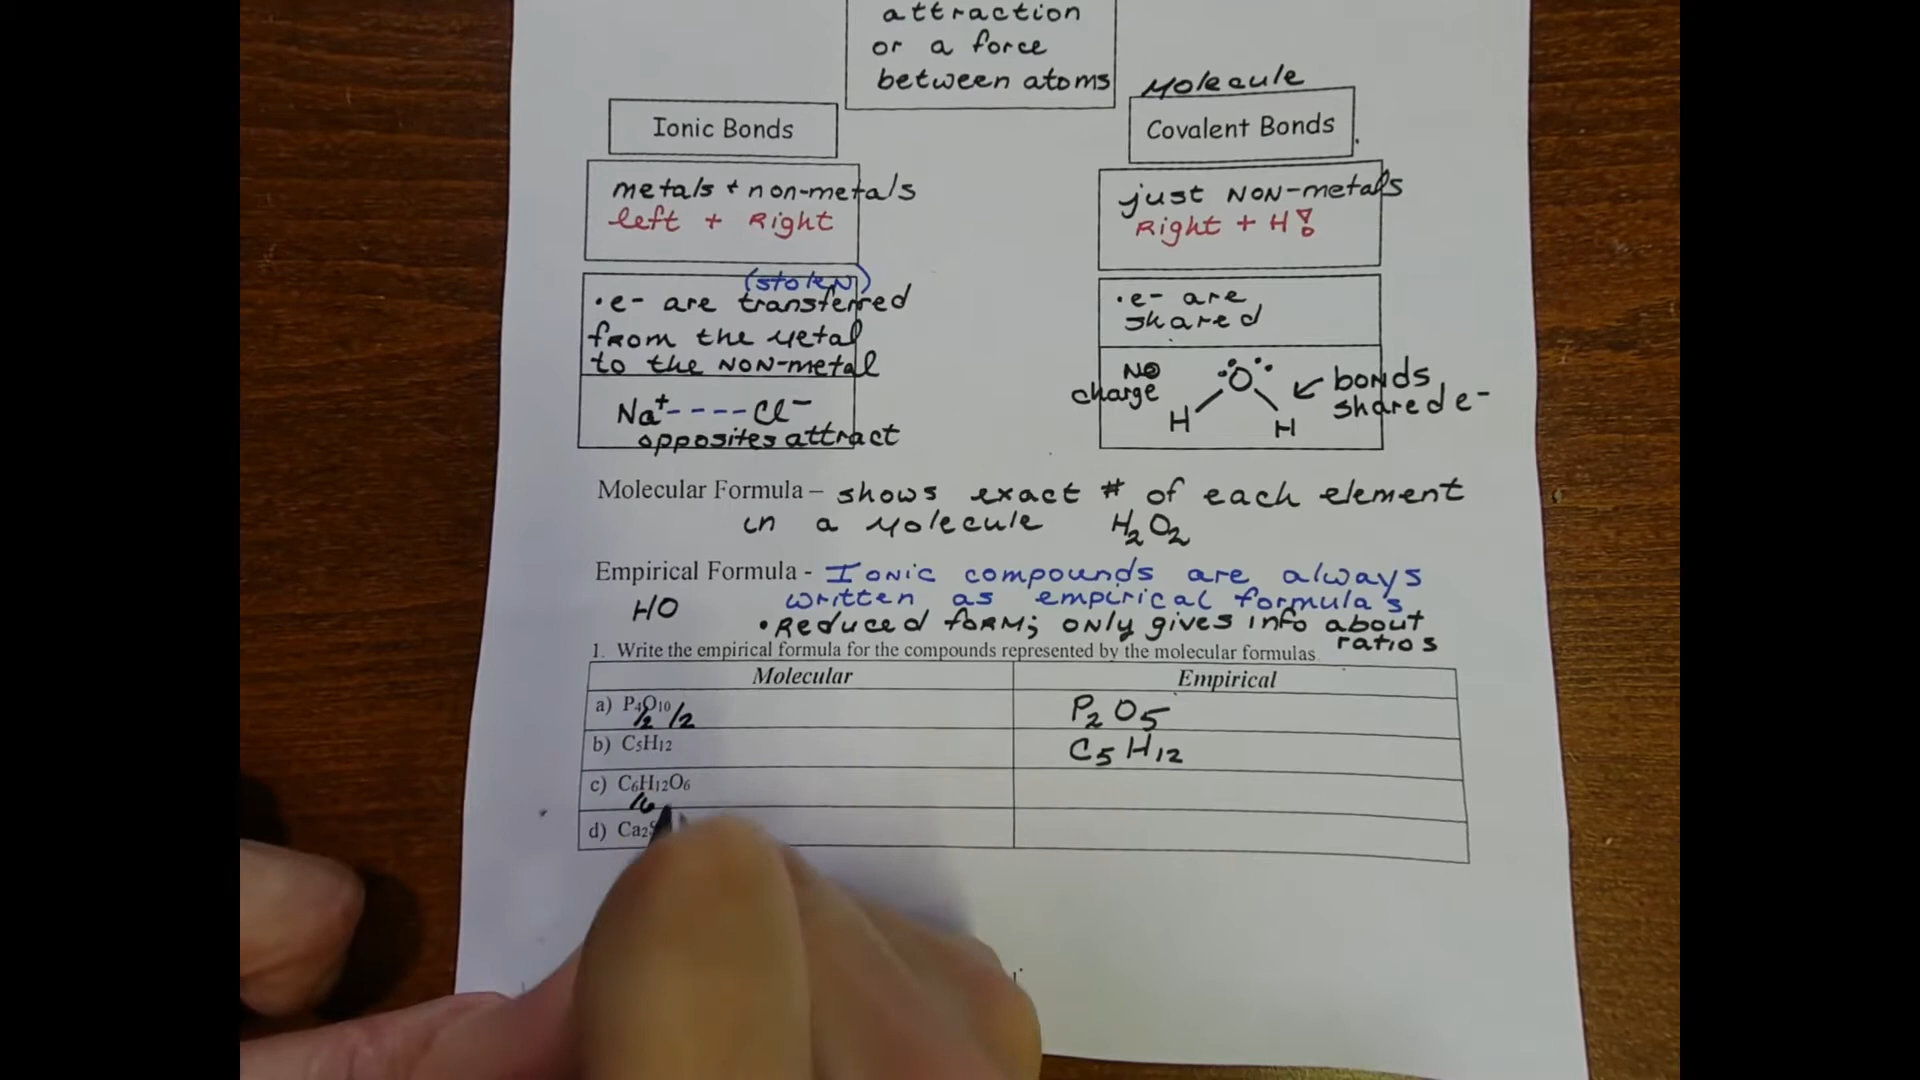 attraction
or a force
between atoms
Molecule
Ionic Bonds
Covalent Bonds
metals + non-metals
left + Right
just NON-metals
Right + H!
(stolen)
• e- are transferred
from the Metal
to the NON-metal
• e- are
shared
Na+ ---- Cl-
opposites attract
No
charge
O
H
H
bonds
shared e-
Molecular Formula – shows exact # of each element
in a Molecule H₂O₂
Empirical Formula - Ionic compounds are always
written as empirical formula's
HO
• Reduced form; only gives info about
ratios
1. Write the empirical formula for the compounds represented by the molecular formulas.
Molecular
Empirical
a) P₄O₁₀
/2 /2
P₂O₅
b) C₅H₁₂
C₅H₁₂
c) C₆H₁₂O₆
/6
d) Ca₂